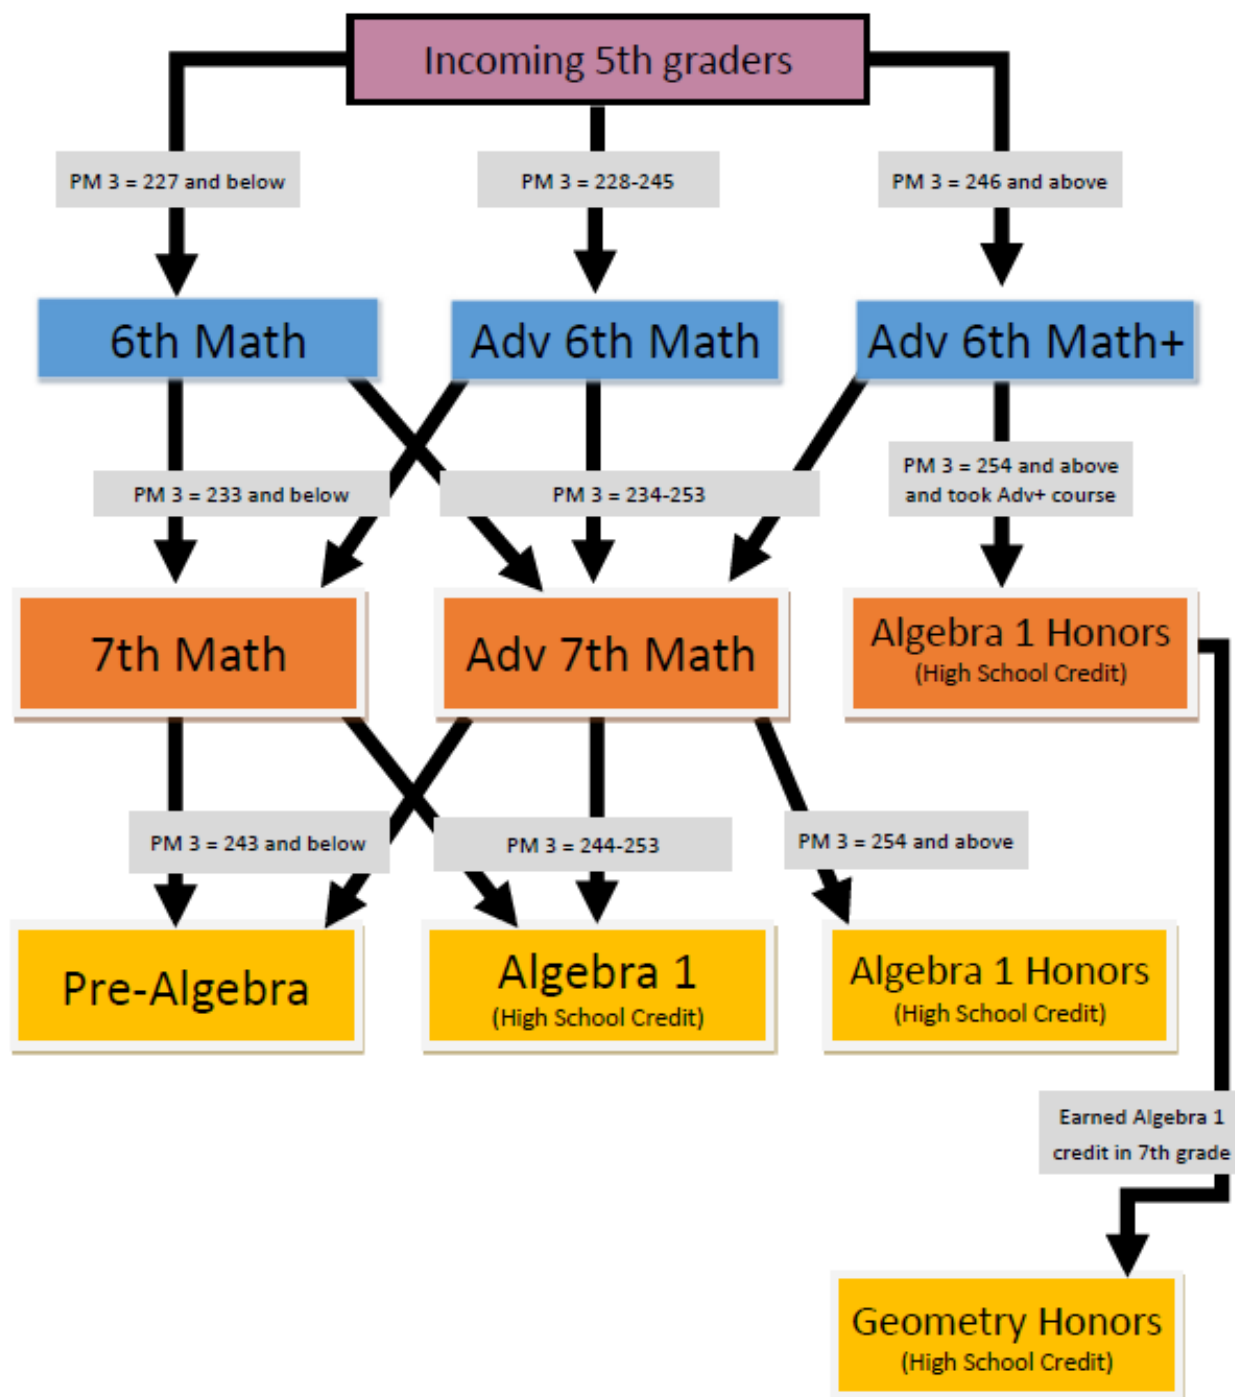 Incoming 5th graders
PM 3 = 227 and below
PM 3 = 228-245
PM 3 = 246 and above
6th Math
Adv 6th Math
Adv 6th Math+
PM 3 = 254 and above
and took Adv+ course
PM 3 = 233 and below
PM 3 = 234-253
7th Math
Adv 7th Math
Algebra 1 Honors
(High School Credit)
PM 3 = 243 and below
PM 3 = 244-253
PM 3 = 254 and above
Pre-Algebra
Algebra 1
(High School Credit)
Algebra 1 Honors
(High School Credit)
Earned Algebra 1
credit in 7th grade
Geometry Honors
(High School Credit)